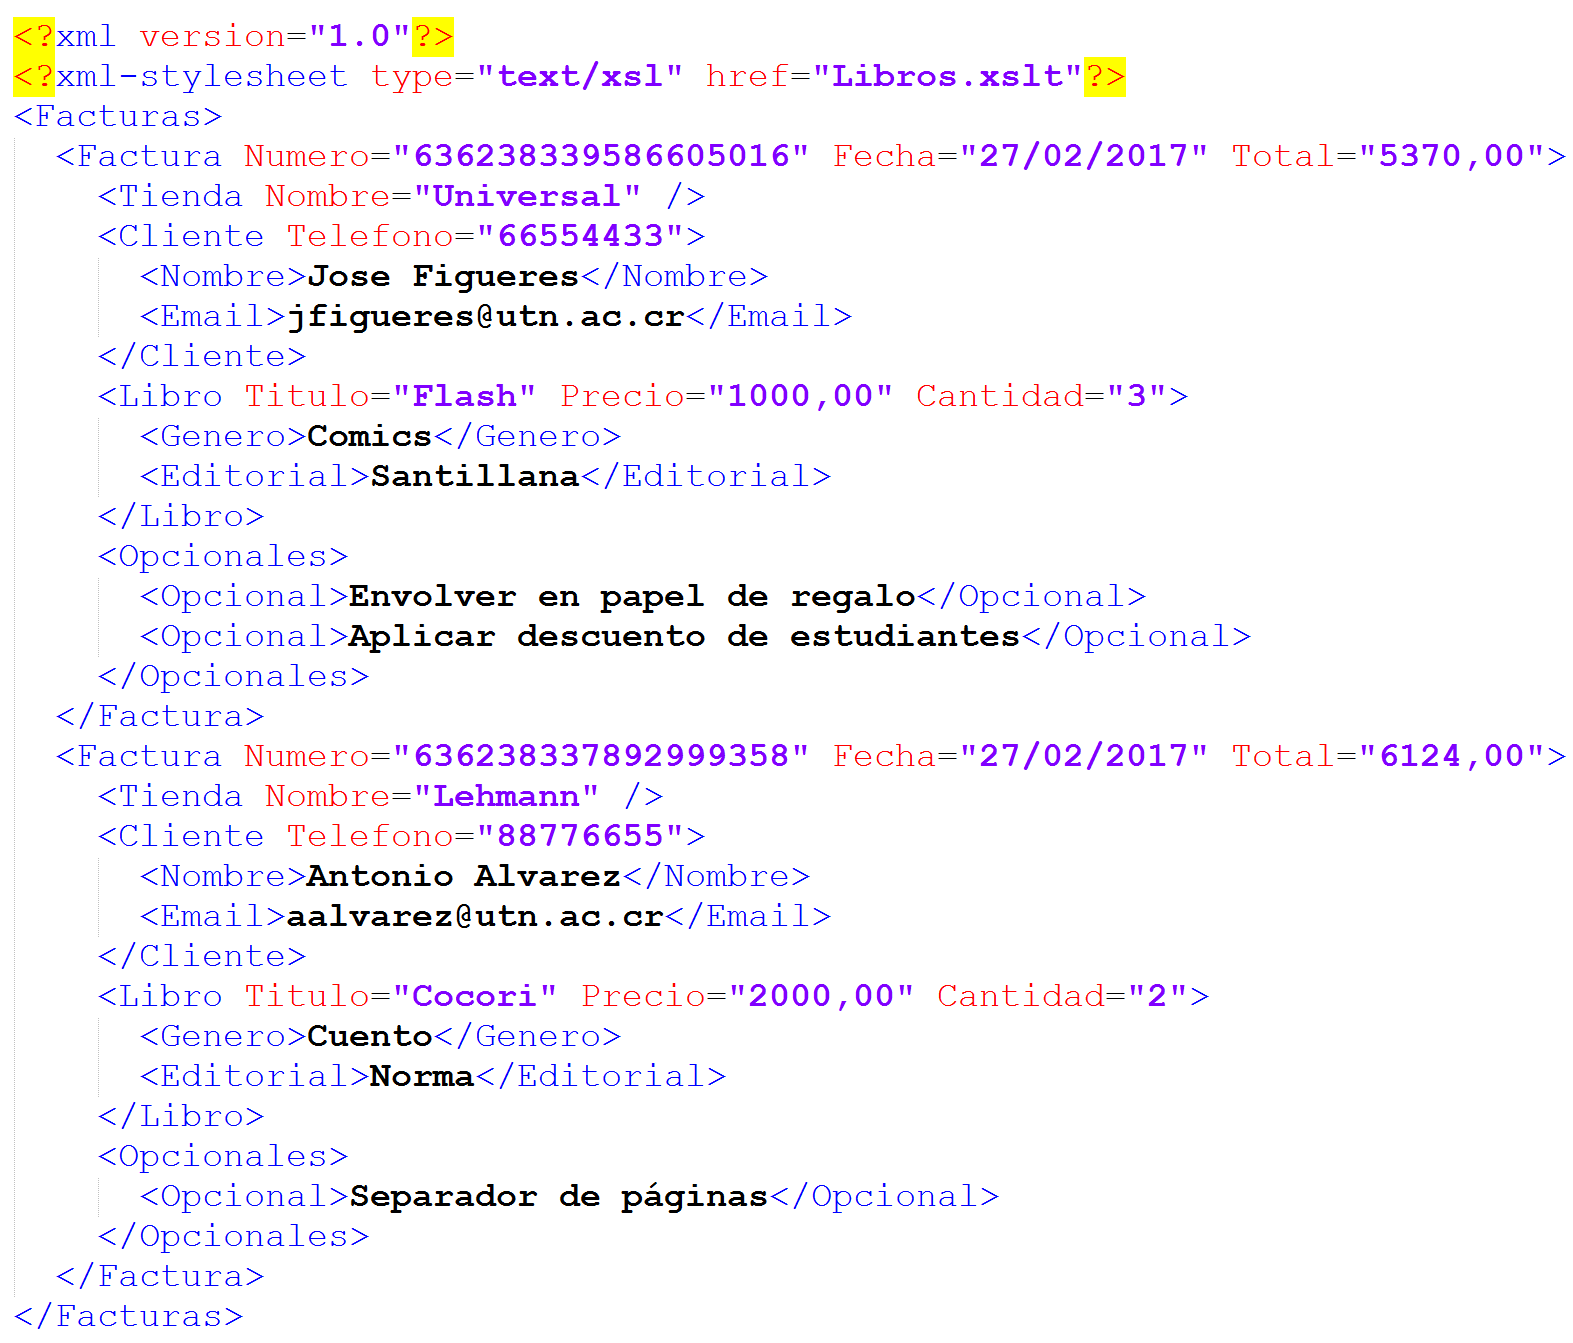 <?xml version="1.0"?>
<?xml-stylesheet type="text/xsl" href="Libros.xslt"?>
<Facturas>
  <Factura Numero="636238339586605016" Fecha="27/02/2017" Total="5370,00">
    <Tienda Nombre="Universal" />
    <Cliente Telefono="66554433">
      <Nombre>Jose Figueres</Nombre>
      <Email>jfigueres@utn.ac.cr</Email>
    </Cliente>
    <Libro Titulo="Flash" Precio="1000,00" Cantidad="3">
      <Genero>Comics</Genero>
      <Editorial>Santillana</Editorial>
    </Libro>
    <Opcionales>
      <Opcional>Envolver en papel de regalo</Opcional>
      <Opcional>Aplicar descuento de estudiantes</Opcional>
    </Opcionales>
  </Factura>
  <Factura Numero="636238337892999358" Fecha="27/02/2017" Total="6124,00">
    <Tienda Nombre="Lehmann" />
    <Cliente Telefono="88776655">
      <Nombre>Antonio Alvarez</Nombre>
      <Email>aalvarez@utn.ac.cr</Email>
    </Cliente>
    <Libro Titulo="Cocori" Precio="2000,00" Cantidad="2">
      <Genero>Cuento</Genero>
      <Editorial>Norma</Editorial>
    </Libro>
    <Opcionales>
      <Opcional>Separador de páginas</Opcional>
    </Opcionales>
  </Factura>
</Facturas>